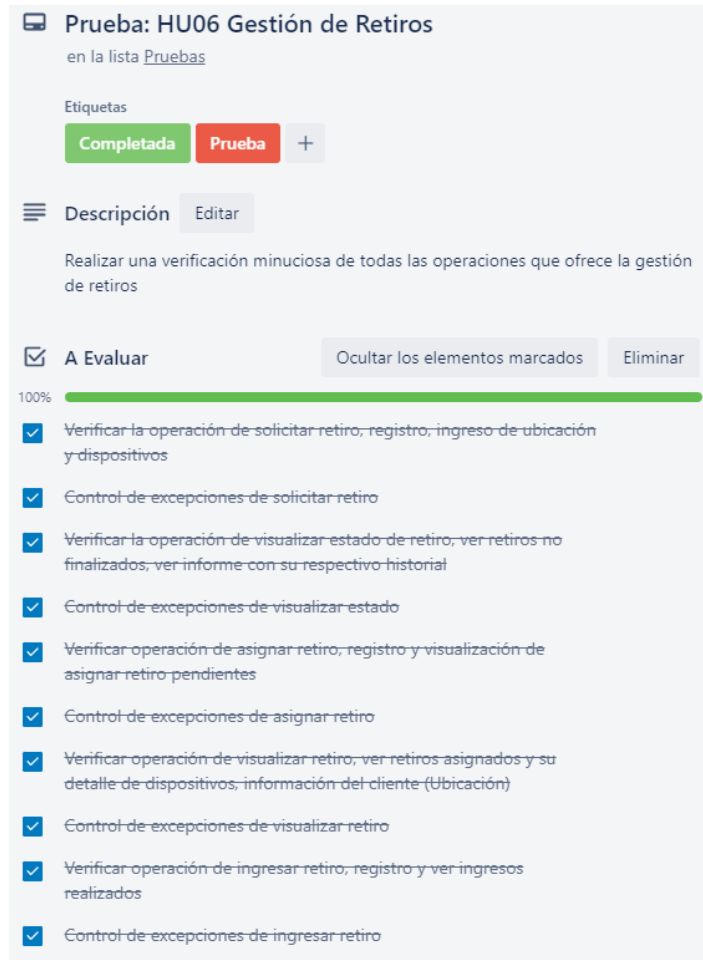 Prueba: HU06 Gestión de Retiros
en la lista Pruebas
Etiquetas
Completada Prueba +
Descripción Editar
Realizar una verificación minuciosa de todas las operaciones que ofrece la gestión
de retiros
A Evaluar Ocultar los elementos marcados Eliminar
100%
Verificar la operación de solicitar retiro, registro, ingreso de ubicación
y dispositivos
Control de excepciones de solicitar retiro
Verificar la operación de visualizar estado de retiro, ver retiros no
finalizados, ver informe con su respectivo historial
Control de excepciones de visualizar estado
Verificar operación de asignar retiro, registro y visualización de
asignar retiro pendientes
Control de excepciones de asignar retiro
Verificar operación de visualizar retiro, ver retiros asignados y su
detalle de dispositivos, información del cliente (Ubicación)
Control de excepciones de visualizar retiro
Verificar operación de ingresar retiro, registro y ver ingresos
realizados
Control de excepciones de ingresar retiro